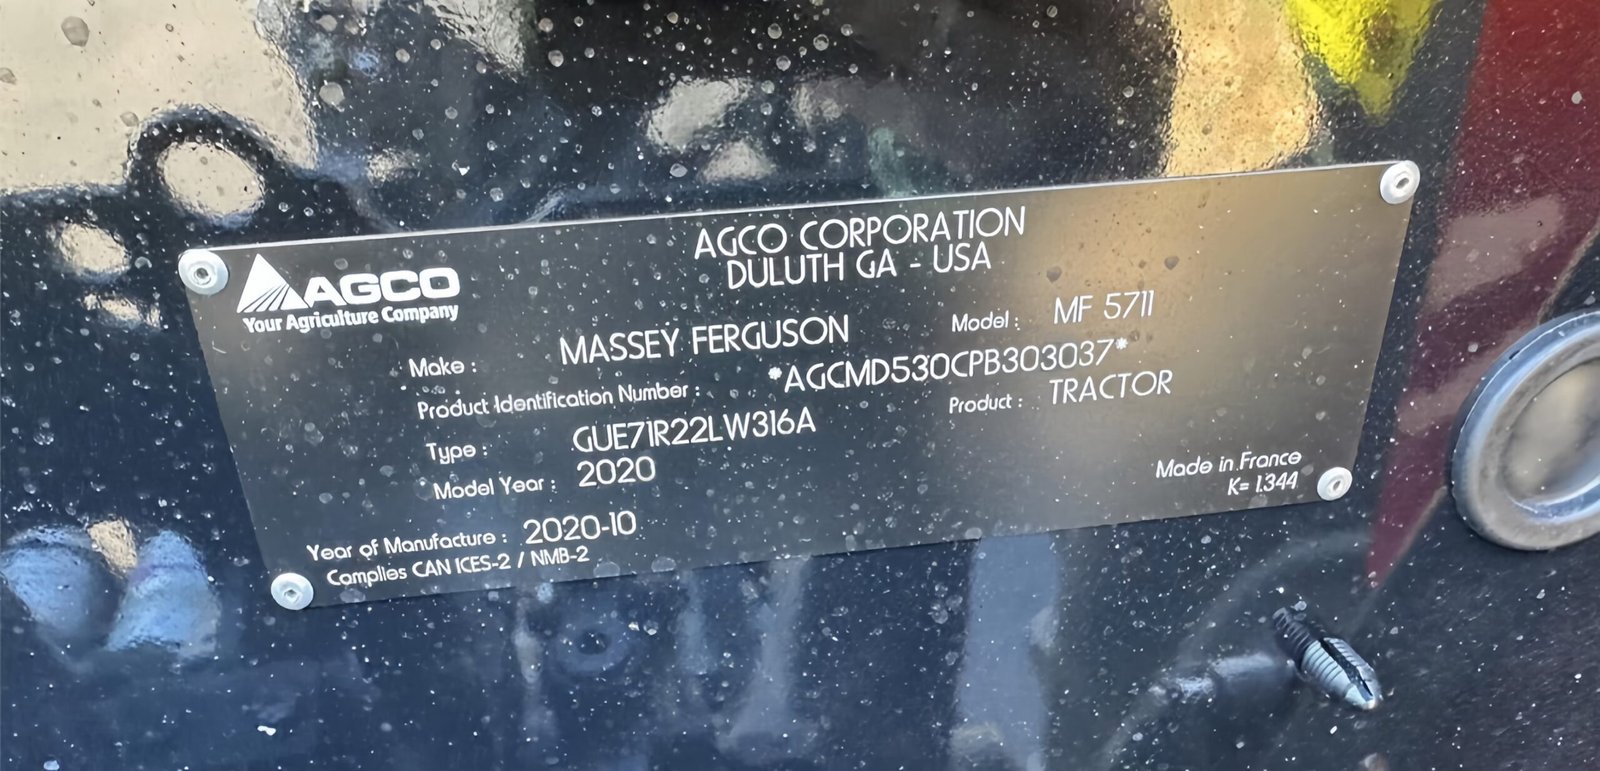 AGCO CORPORATION
DULUTH GA - USA
AGCO
Your Agriculture Company
Make : MASSEY FERGUSON Model : MF 5711
Product Identification Number : *AGCMD530CPB303037*
Type : GUE71R22LW316A Product : TRACTOR
Model Year : 2020
Made in France
K= 1.344
Year of Manufacture : 2020-10
Complies CAN ICES-2 / NMB-2